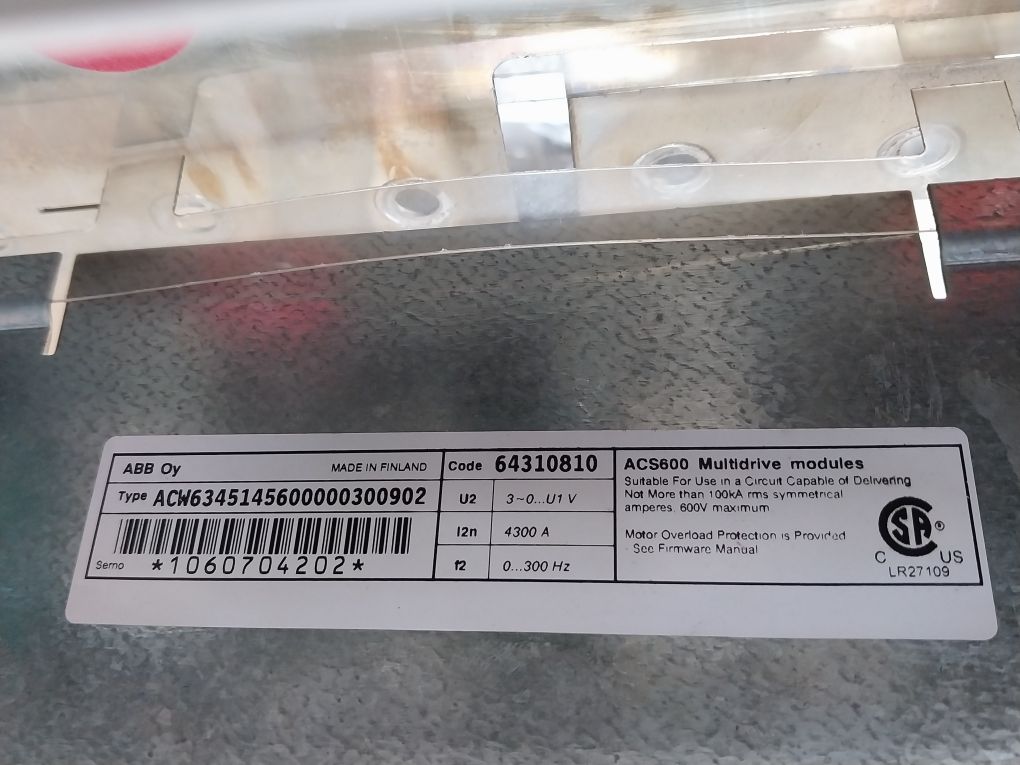 ABB Oy MADE IN FINLAND
Type ACW6345145600000300902
Serno *1060704202*
Code 64310810
U2 3~0...U1 V
I2n 4300 A
f2 0...300 Hz
ACS600 Multidrive modules
Suitable For Use in a Circuit Capable of Delivering
Not More than 100kA rms symmetrical
amperes, 600V maximum
Motor Overload Protection is Provided
- See Firmware Manual
SA ®
C US
LR27109